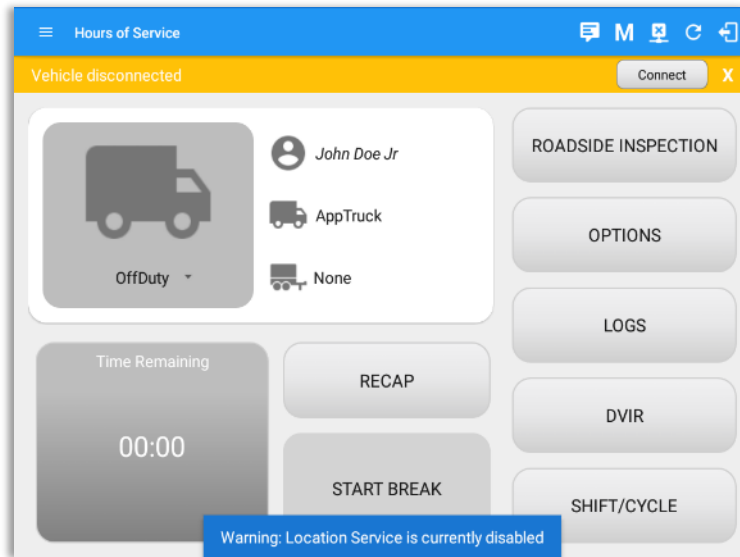 Hours of Service
M
Vehicle disconnected
Connect
X
John Doe Jr
AppTruck
None
OffDuty
ROADSIDE INSPECTION
OPTIONS
LOGS
DVIR
SHIFT/CYCLE
Time Remaining
00:00
RECAP
START BREAK
Warning: Location Service is currently disabled